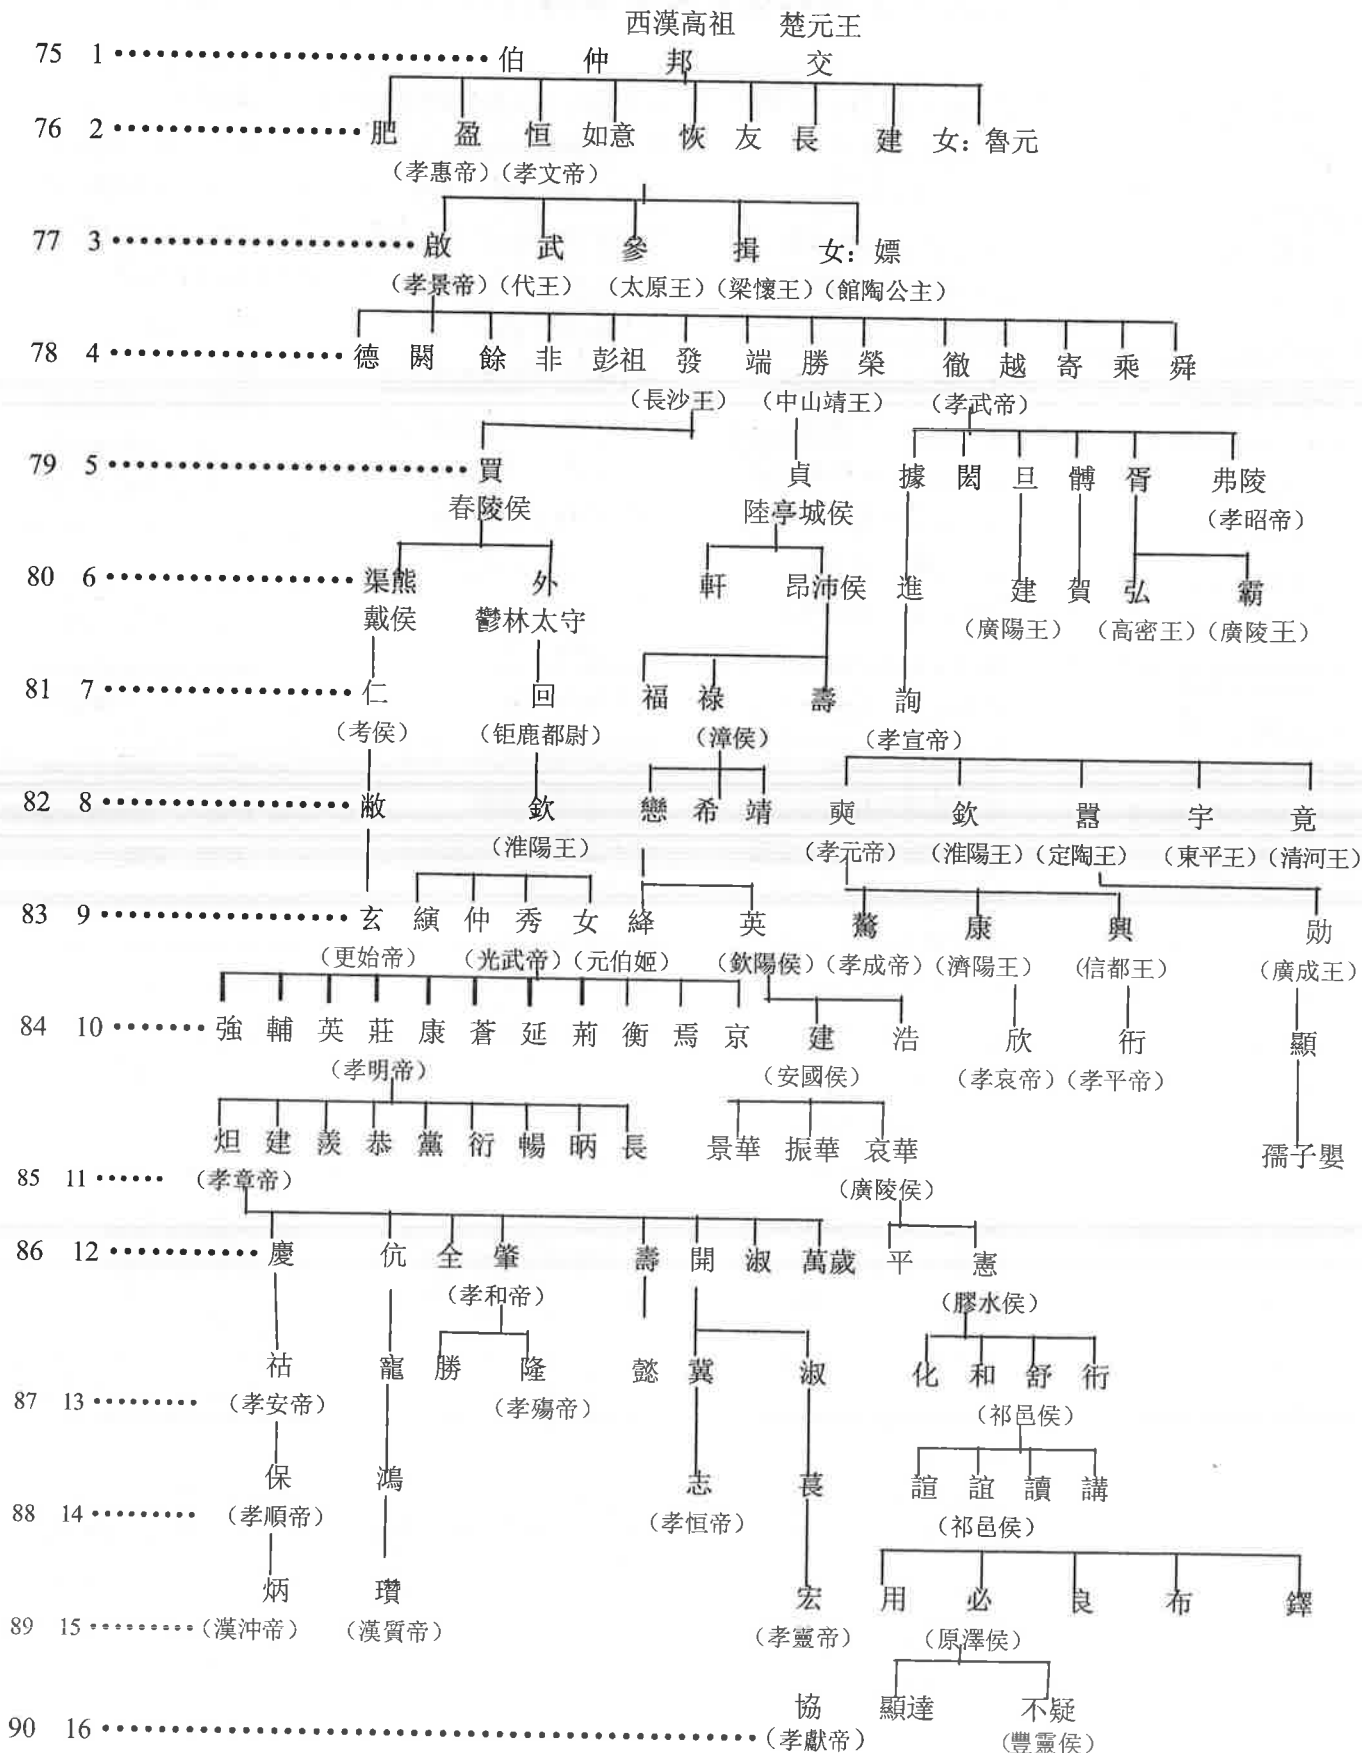 西漢高祖 楚元王
75 1 伯 仲 邦 交
76 2 肥 盈 恒 如意 恢 友 長 建 女：魯元
（孝惠帝）（孝文帝）
77 3 啟 武 參 揖 女：嫖
（孝景帝）（代王） （太原王）（梁懷王）（館陶公主）
78 4 德 閼 餘 非 彭祖 發 端 勝 榮 徹 越 寄 乘 舜
（長沙王） （中山靖王） （孝武帝）
79 5 買 貞 據 閎 旦 髆 胥 弗陵
春陵侯 陸亭城侯 （孝昭帝）
80 6 渠熊 外 軒 昂沛侯 進 建 賀 弘 霸
戴侯 鬱林太守 （廣陽王） （高密王）（廣陵王）
81 7 仁 回 福 祿 壽 詢
（考侯） （钜鹿都尉） （漳侯） （孝宣帝）
82 8 敝 欽 戀 希 靖 奭 欽 囂 宇 竟
（淮陽王） （孝元帝） （淮陽王）（定陶王） （東平王）（清河王）
83 9 玄 縯 仲 秀 女 絳 英 驁 康 興 勋
（更始帝） （光武帝）（元伯姬） （欽陽侯）（孝成帝）（濟陽王） （信都王） （廣成王）
84 10 強 輔 英 莊 康 蒼 延 荊 衡 焉 京 建 浩 欣 衎 顯
（孝明帝） （安國侯） （孝哀帝）（孝平帝）
炟 建 羨 恭 黨 衍 暢 昞 長 景華 振華 哀華 孺子嬰
85 11 （孝章帝） （廣陵侯）
86 12 慶 伉 全 肇 壽 開 淑 萬歲 平 憲
（孝和帝） （膠水侯）
祜 寵 勝 隆 懿 冀 淑 化 和 舒 衎
87 13 （孝安帝） （孝殤帝） （祁邑侯）
保 鴻 志 萇 諠 誼 讀 講
88 14 （孝順帝） （孝恒帝） （祁邑侯）
炳 瓚 宏 用 必 良 布 鐸
89 15 （漢沖帝） （漢質帝） （孝靈帝） （原澤侯）
協 顯達 不疑
90 16 （孝獻帝） （豐靈侯）